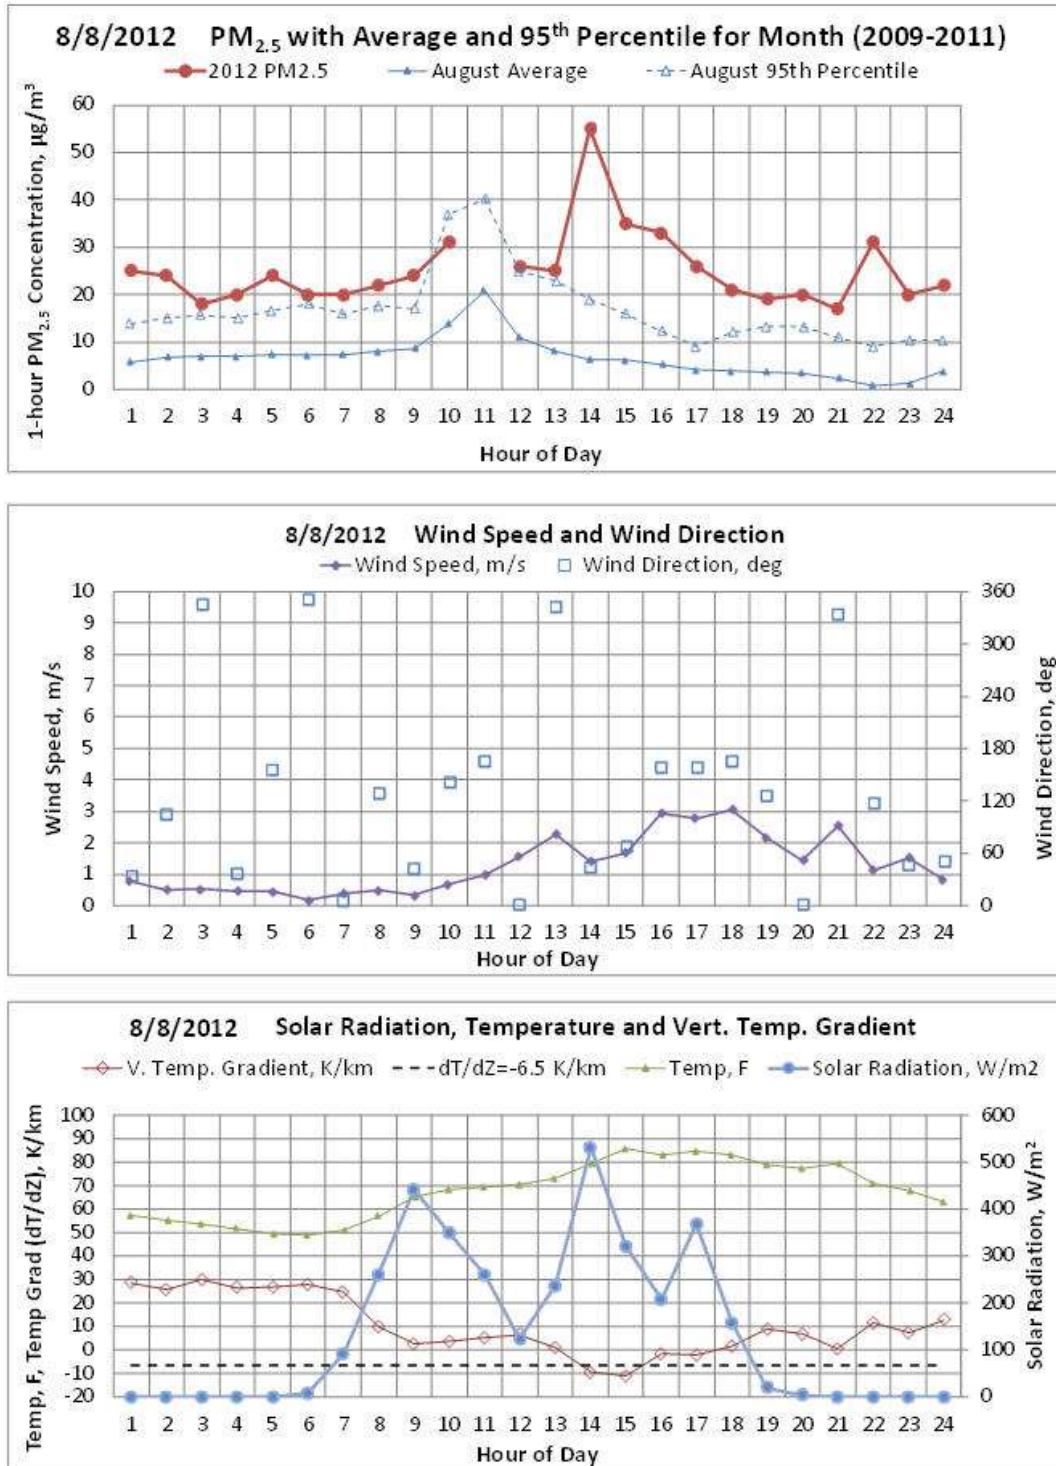 8/8/2012 PM2.5 with Average and 95th Percentile for Month (2009-2011)
2012 PM2.5 August Average August 95th Percentile
1-hour PM2.5 Concentration, µg/m³
60
50
40
30
20
10
0
1 2 3 4 5 6 7 8 9 10 11 12 13 14 15 16 17 18 19 20 21 22 23 24
Hour of Day
8/8/2012 Wind Speed and Wind Direction
Wind Speed, m/s Wind Direction, deg
Wind Speed, m/s
10
9
8
7
6
5
4
3
2
1
0
360
300
240
180
120
60
0
Wind Direction, deg
1 2 3 4 5 6 7 8 9 10 11 12 13 14 15 16 17 18 19 20 21 22 23 24
Hour of Day
8/8/2012 Solar Radiation, Temperature and Vert. Temp. Gradient
V. Temp. Gradient, K/km dT/dZ=-6.5 K/km Temp, F Solar Radiation, W/m2
Temp, F, Temp Grad (dT/dZ), K/km
100
90
80
70
60
50
40
30
20
10
0
-10
-20
600
500
400
300
200
100
0
Solar Radiation, W/m²
1 2 3 4 5 6 7 8 9 10 11 12 13 14 15 16 17 18 19 20 21 22 23 24
Hour of Day